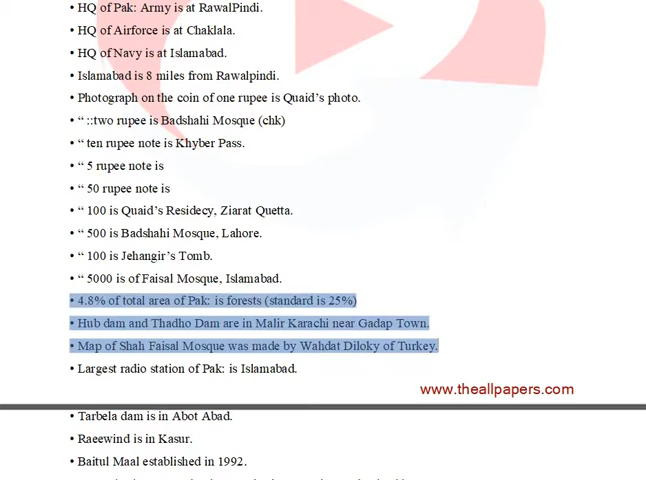 • HQ of Pak: Army is at RawalPindi.
• HQ of Airforce is at Chaklala.
• HQ of Navy is at Islamabad.
• Islamabad is 8 miles from Rawalpindi.
• Photograph on the coin of one rupee is Quaid’s photo.
• “ ::two rupee is Badshahi Mosque (chk)
• “ ten rupee note is Khyber Pass.
• “ 5 rupee note is
• “ 50 rupee note is
• “ 100 is Quaid’s Residecy, Ziarat Quetta.
• “ 500 is Badshahi Mosque, Lahore.
• “ 100 is Jehangir’s Tomb.
• “ 5000 is of Faisal Mosque, Islamabad.
• 4.8% of total area of Pak: is forests (standard is 25%)
• Hub dam and Thadho Dam are in Malir Karachi near Gadap Town.
• Map of Shah Faisal Mosque was made by Wahdat Diloky of Turkey.
• Largest radio station of Pak: is Islamabad.
www.theallpapers.com
• Tarbela dam is in Abot Abad.
• Raeewind is in Kasur.
• Baitul Maal established in 1992.